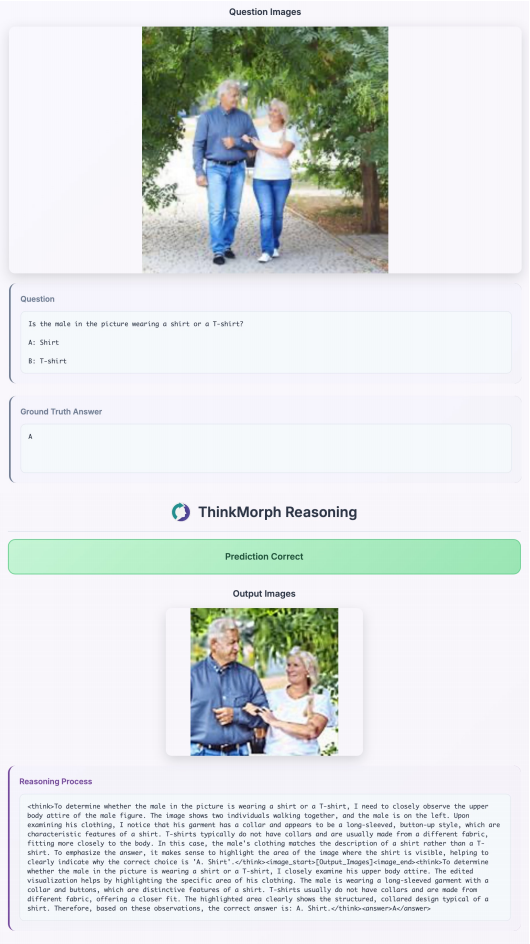 Question Images
Question
Is the male in the picture wearing a shirt or a T-shirt?
A: Shirt
B: T-shirt
Ground Truth Answer
A
ThinkMorph Reasoning
Prediction Correct
Output Images
Reasoning Process
<think>To determine whether the male in the picture is wearing a shirt or a T-shirt, I need to closely observe the upper
body attire of the male figure. The image shows two individuals walking together, and the male is on the left. Upon
examining his clothing, I notice that his garment has a collar and appears to be a long-sleeved, button-up style, which are
characteristic features of a shirt. T-shirts typically do not have collars and are usually made from a different fabric,
fitting more closely to the body. In this case, the male's clothing matches the description of a shirt rather than a T-
shirt. To emphasize the answer, it makes sense to highlight the area of the image where the shirt is visible, helping to
clearly indicate why the correct choice is 'A. Shirt'.</think><image_start>[Output_Images]<image_end><think>To determine
whether the male in the picture is wearing a shirt or a T-shirt, I closely examine his upper body attire. The edited
visualization helps by highlighting the specific area of his clothing. The male is wearing a long-sleeved garment with a
collar and buttons, which are distinctive features of a shirt. T-shirts usually do not have collars and are made from
different fabric, offering a closer fit. The highlighted area clearly shows the structured, collared design typical of a
shirt. Therefore, based on these observations, the correct answer is: A. Shirt.</think><answer>A</answer>